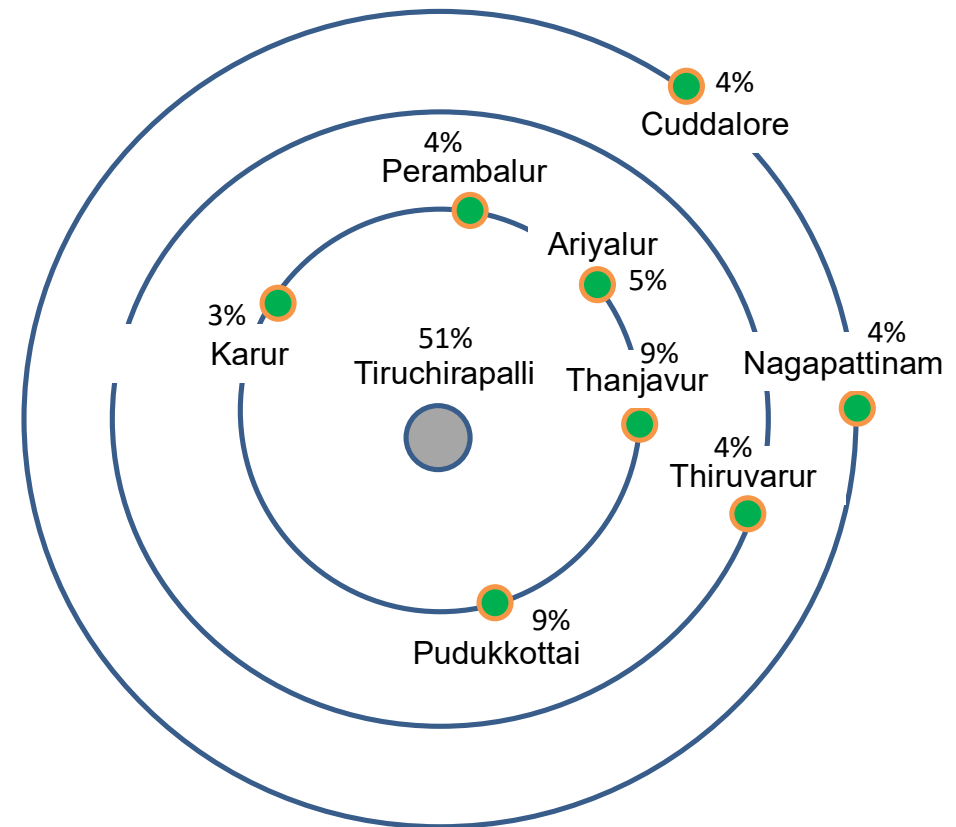 4%
Cuddalore
4%
Perambalur
Ariyalur
5%
3%
Karur
51%
Tiruchirapalli
9%
Thanjavur
4%
Nagapattinam
4%
Thiruvarur
9%
Pudukkottai